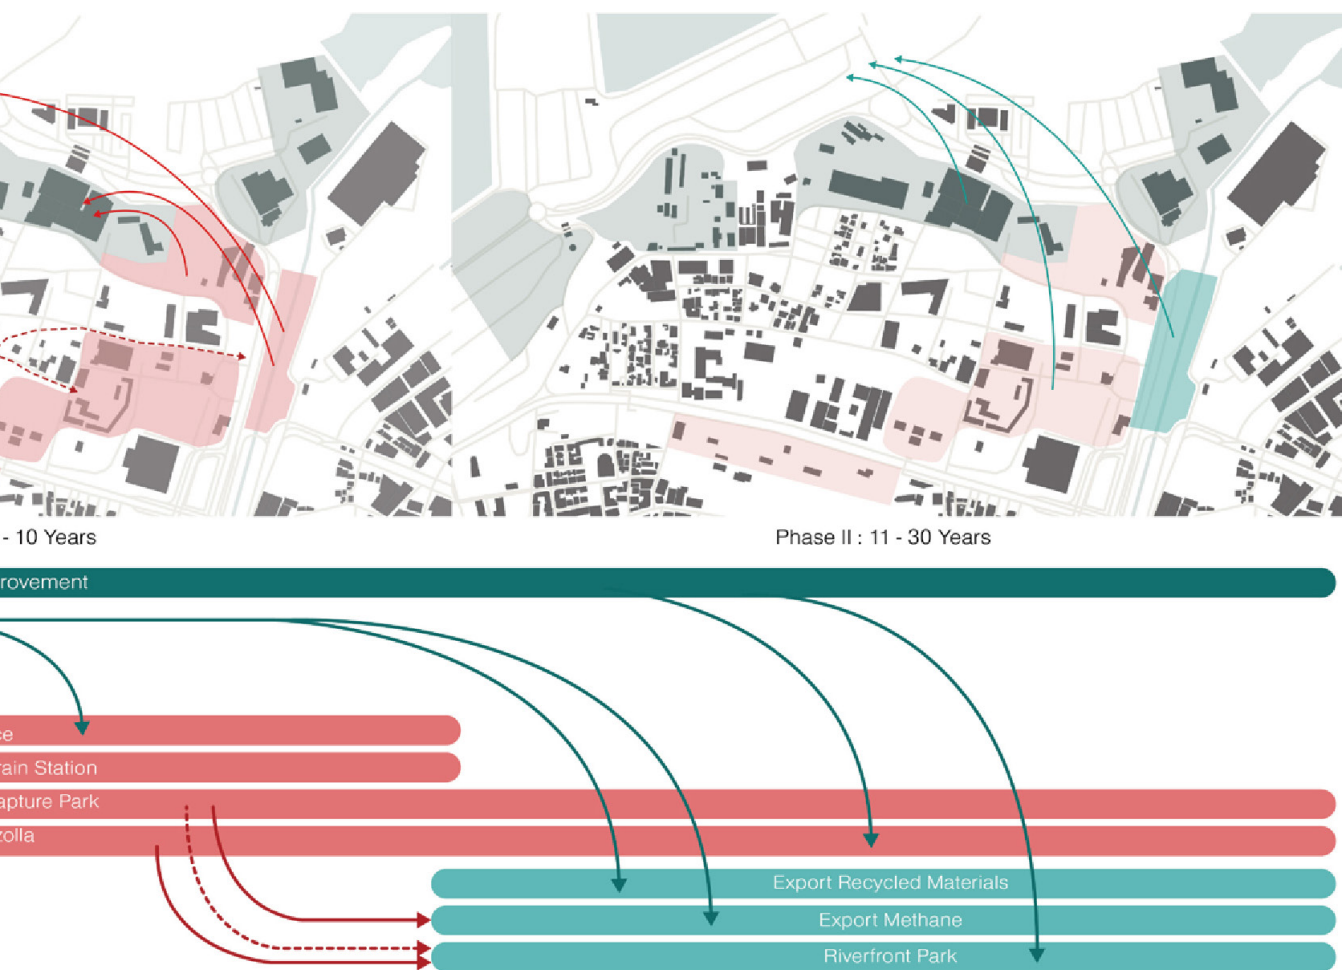 - 10 Years
Phase II : 11 - 30 Years
rovement
ce
rain Station
apture Park
zolla
Export Recycled Materials
Export Methane
Riverfront Park